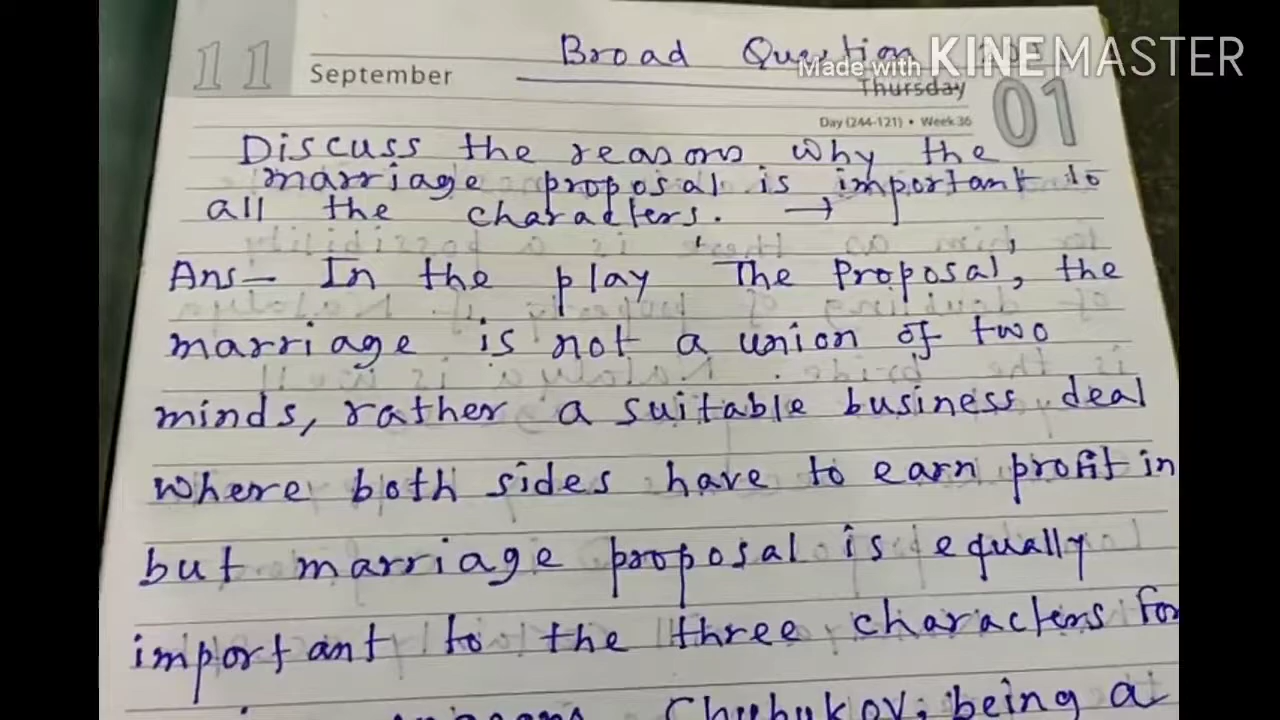 Broad Question
Made with KINEMASTER
11 September
Thursday 01
Day (244-121) • Week 36
Discuss the reasons why the
marriage proposal is important to
all the characters. →
Ans - In the play The Proposal, the
marriage is not a union of two
minds, rather a suitable business deal
where both sides have to earn profit in
but marriage proposal is equally
important to the three characters for
Chubukov, being a